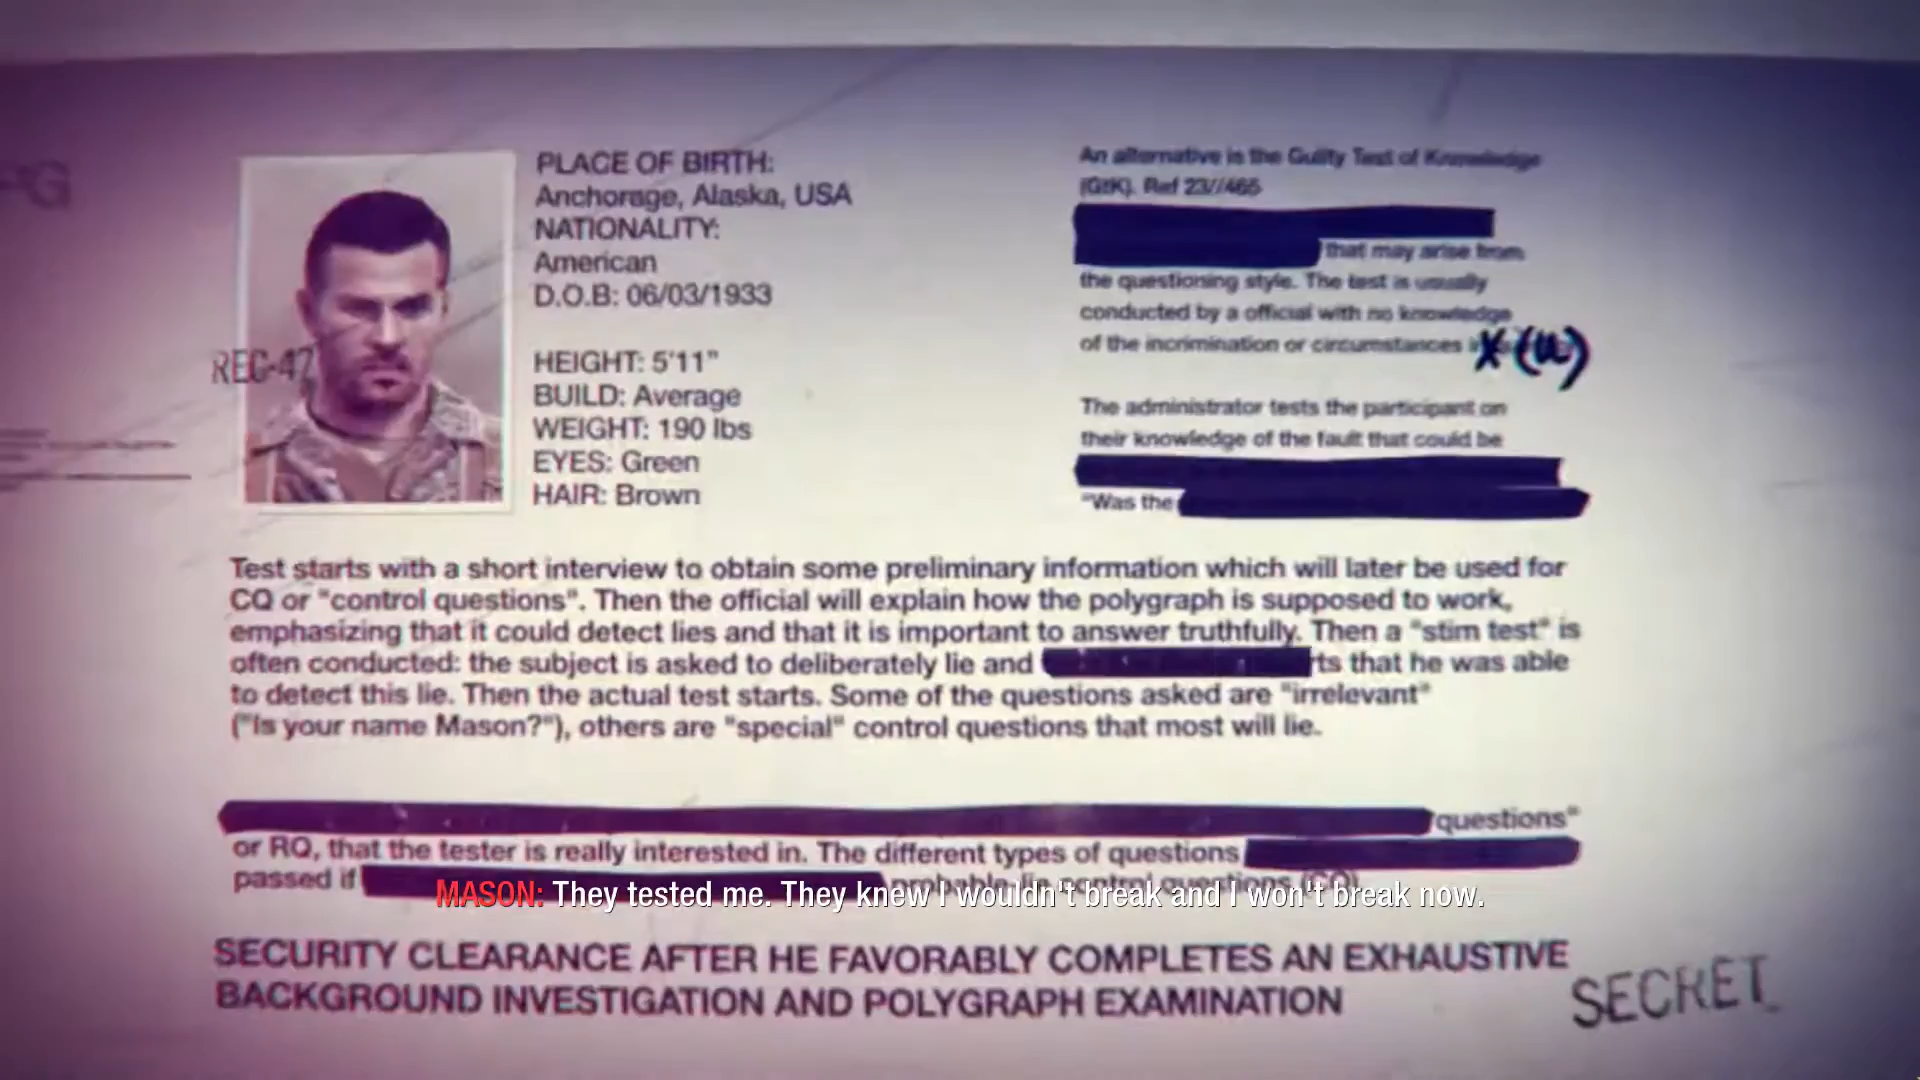 PG
PLACE OF BIRTH:
Anchorage, Alaska, USA
NATIONALITY:
American
D.O.B: 06/03/1933
HEIGHT: 5'11"
BUILD: Average
WEIGHT: 190 lbs
EYES: Green
HAIR: Brown
REC-47
An alternative is the Guilty Test of Knowledge
(GtK). Ref 23//465
that may arise from
the questioning style. The test is usually
conducted by a official with no knowledge
of the incrimination or circumstances
X (u)
The administrator tests the participant on
their knowledge of the fault that could be
"Was the
Test starts with a short interview to obtain some preliminary information which will later be used for
CQ or "control questions". Then the official will explain how the polygraph is supposed to work,
emphasizing that it could detect lies and that it is important to answer truthfully. Then a "stim test" is
often conducted: the subject is asked to deliberately lie and rts that he was able
to detect this lie. Then the actual test starts. Some of the questions asked are "irrelevant"
("Is your name Mason?"), others are "special" control questions that most will lie.
questions"
or RQ, that the tester is really interested in. The different types of questions
passed if probable-lie control questions (CQ)
MASON: They tested me. They knew I wouldn't break and I won't break now.
SECURITY CLEARANCE AFTER HE FAVORABLY COMPLETES AN EXHAUSTIVE
BACKGROUND INVESTIGATION AND POLYGRAPH EXAMINATION
SECRET